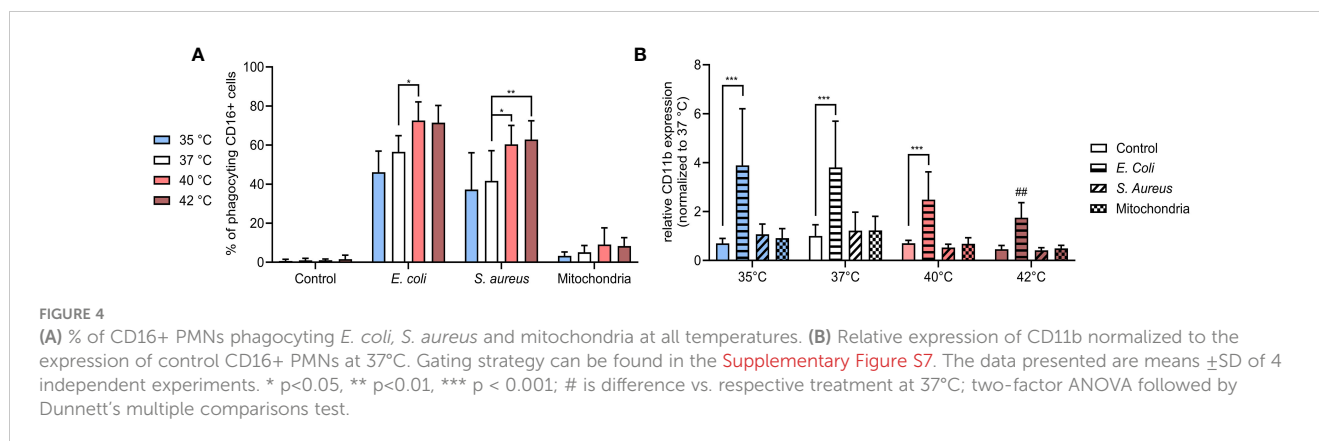 A
% of phagocyting CD16+ cells
100
80
60
40
20
0
*
**
*
35 °C
37 °C
40 °C
42 °C
Control
E. coli
S. aureus
Mitochondria
B
relative CD11b expression
(normalized to 37 °C)
8
6
4
2
0
***
***
***
##
35°C
37°C
40°C
42°C
Control
E. Coli
S. Aureus
Mitochondria
FIGURE 4
(A) % of CD16+ PMNs phagocyting E. coli, S. aureus and mitochondria at all temperatures. (B) Relative expression of CD11b normalized to the
expression of control CD16+ PMNs at 37°C. Gating strategy can be found in the Supplementary Figure S7. The data presented are means ±SD of 4
independent experiments. * p<0.05, ** p<0.01, *** p < 0.001; # is difference vs. respective treatment at 37°C; two-factor ANOVA followed by
Dunnett’s multiple comparisons test.